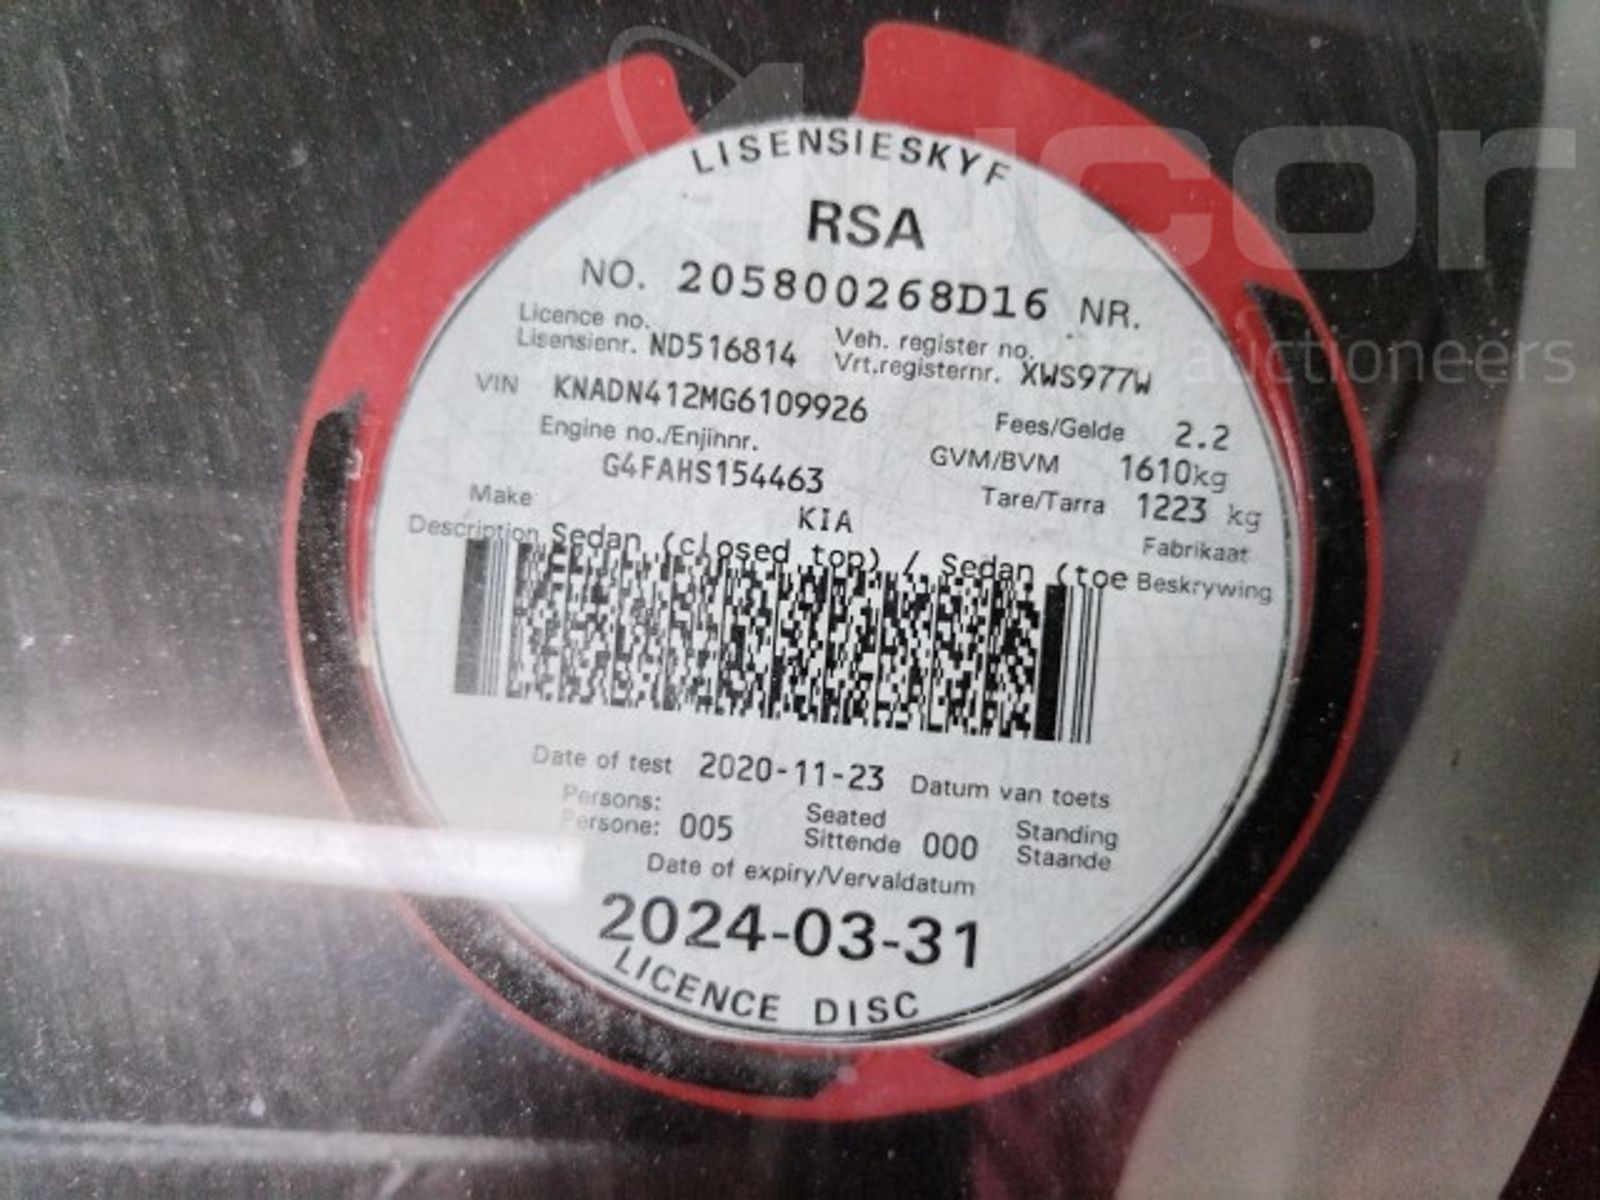 LISENSIESKYF
RSA
NO. 205800268D16 NR.
Licence no.
Lisensienr. ND516814
Veh. register no.
Vrt.registernr. XWS977W
VIN KNADN412MG6109926
Fees/Gelde 2.2
Engine no./Enjihnr.
G4FAHS154463
GVM/BVM 1610kg
Tare/Tarra 1223 kg
Make KIA Fabrikaat
Description Sedan (closed top) / Sedan (toe Beskrywing
Date of test 2020-11-23 Datum van toets
Persons:
Persone: 005
Seated
Sittende 000
Standing
Staande
Date of expiry/Vervaldatum
2024-03-31
LICENCE DISC
auctioneers